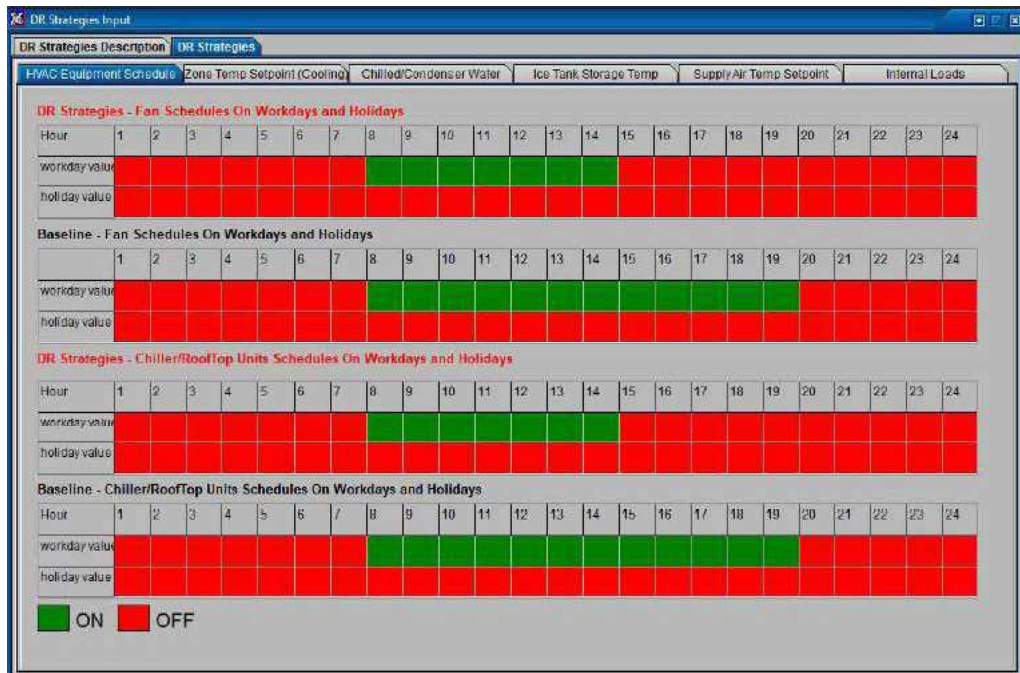 DR Strategies Input
DR Strategies Description DR Strategies
HVAC Equipment Schedule Zone Temp Setpoint (Cooling) Chilled/Condenser Water Ice Tank Storage Temp Supply Air Temp Setpoint Internal Loads
DR Strategies - Fan Schedules On Workdays and Holidays
Hour 1 2 3 4 5 6 7 8 9 10 11 12 13 14 15 16 17 18 19 20 21 22 23 24
workday value
holiday value
Baseline - Fan Schedules On Workdays and Holidays
1 2 3 4 5 6 7 8 9 10 11 12 13 14 15 16 17 18 19 20 21 22 23 24
workday value
holiday value
DR Strategies - Chiller/RoofTop Units Schedules On Workdays and Holidays
Hour 1 2 3 4 5 6 7 8 9 10 11 12 13 14 15 16 17 18 19 20 21 22 23 24
workday value
holiday value
Baseline - Chiller/RoofTop Units Schedules On Workdays and Holidays
Hour 1 2 3 4 5 6 7 8 9 10 11 12 13 14 15 16 17 18 19 20 21 22 23 24
workday value
holiday value
ON OFF